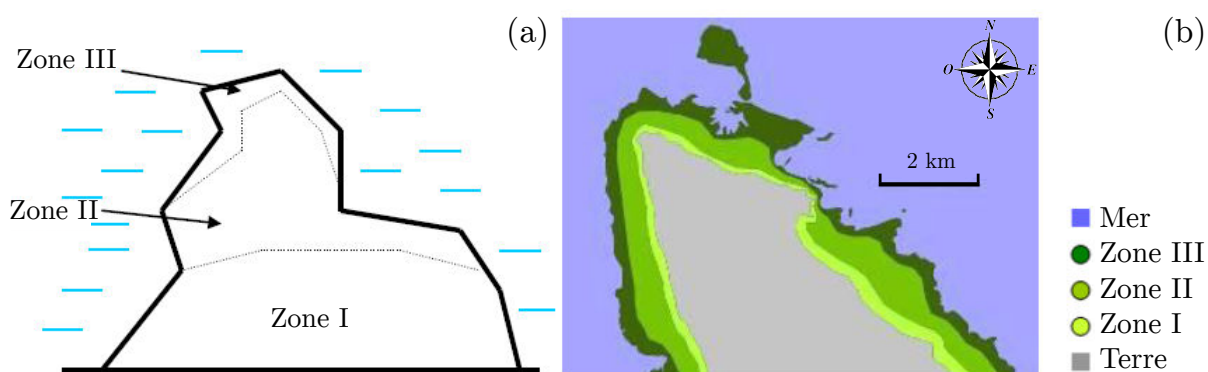 (a)
Zone III
Zone II
Zone I
(b)
N
O
E
S
2 km
Mer
Zone III
Zone II
Zone I
Terre